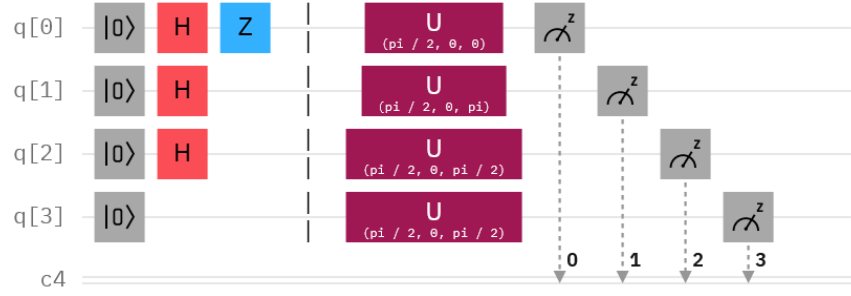 q[0] |0⟩ H Z U z
(pi / 2, 0, 0)
q[1] |0⟩ H U z
(pi / 2, 0, pi)
q[2] |0⟩ H U z
(pi / 2, 0, pi / 2)
q[3] |0⟩ U z
(pi / 2, 0, pi / 2)
c4 0 1 2 3